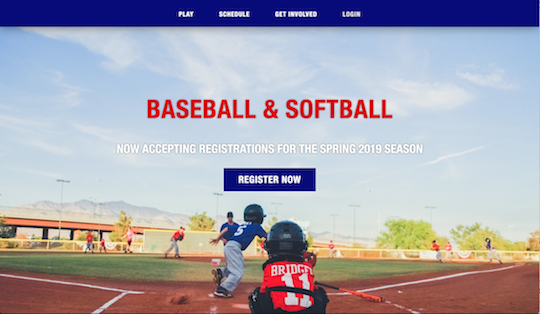 PLAY SCHEDULE GET INVOLVED LOGIN
BASEBALL & SOFTBALL
NOW ACCEPTING REGISTRATIONS FOR THE SPRING 2019 SEASON
REGISTER NOW
5
BRIDGES
11